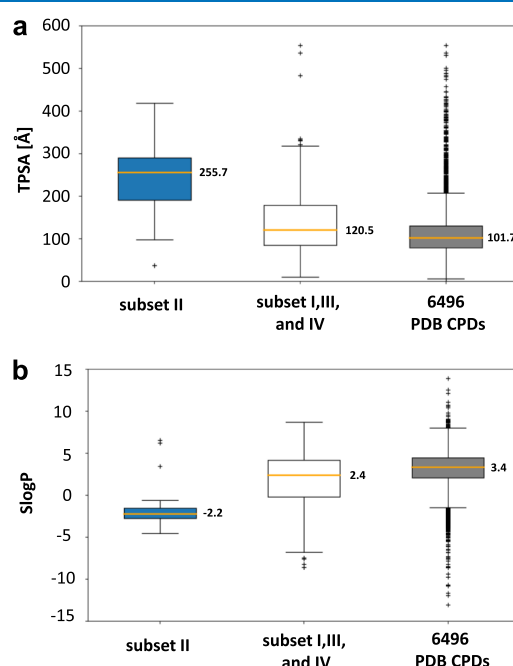 a
600
500
400
300
200
100
0
TPSA [Å]
255.7
120.5
101.7
subset II
subset I,III,
and IV
6496
PDB CPDs
b
15
10
5
0
-5
-10
-15
SlogP
-2.2
2.4
3.4
subset II
subset I,III,
and IV
6496
PDB CPDs